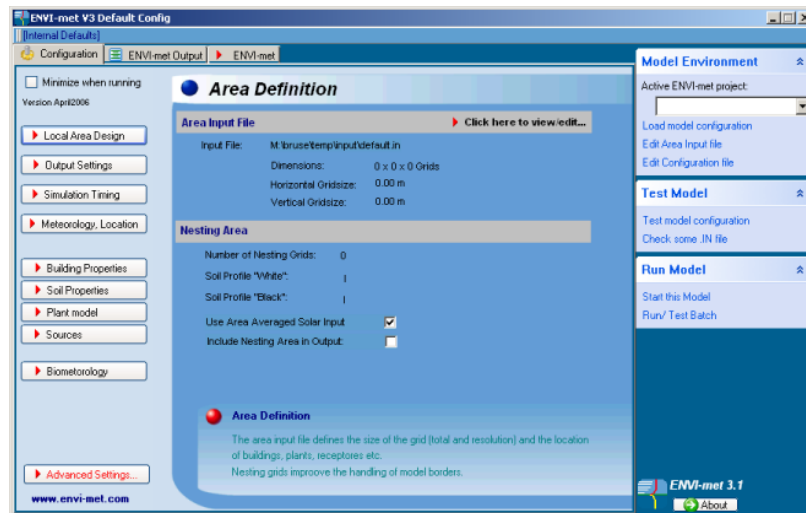 ENVI-met V3 Default Config
[Internal Defaults]
Configuration
ENVI-met Output
ENVI-met
Minimize when running
Version April2006
Local Area Design
Output Settings
Simulation Timing
Meteorology, Location
Building Properties
Soil Properties
Plant model
Sources
Biometorology
Advanced Settings...
www.envi-met.com
Area Definition
Area Input File
Click here to view/edit...
Input File: M:\bruse\temp\input\default.in
Dimensions: 0 x 0 x 0 Grids
Horizontal Gridsize: 0.00 m
Vertical Gridsize: 0.00 m
Nesting Area
Number of Nesting Grids: 0
Soil Profile "White": I
Soil Profile "Black": I
Use Area Averaged Solar Input
Include Nesting Area in Output:
Area Definition
The area input file defines the size of the grid (total and resolution) and the location
of buildings, plants, receptores etc.
Nesting grids improove the handling of model borders.
Model Environment
Active ENVI-met project:
Load model configuration
Edit Area Input file
Edit Configuration file
Test Model
Test model configuration
Check some .IN file
Run Model
Start this Model
Run/ Test Batch
ENVI-met 3.1
About